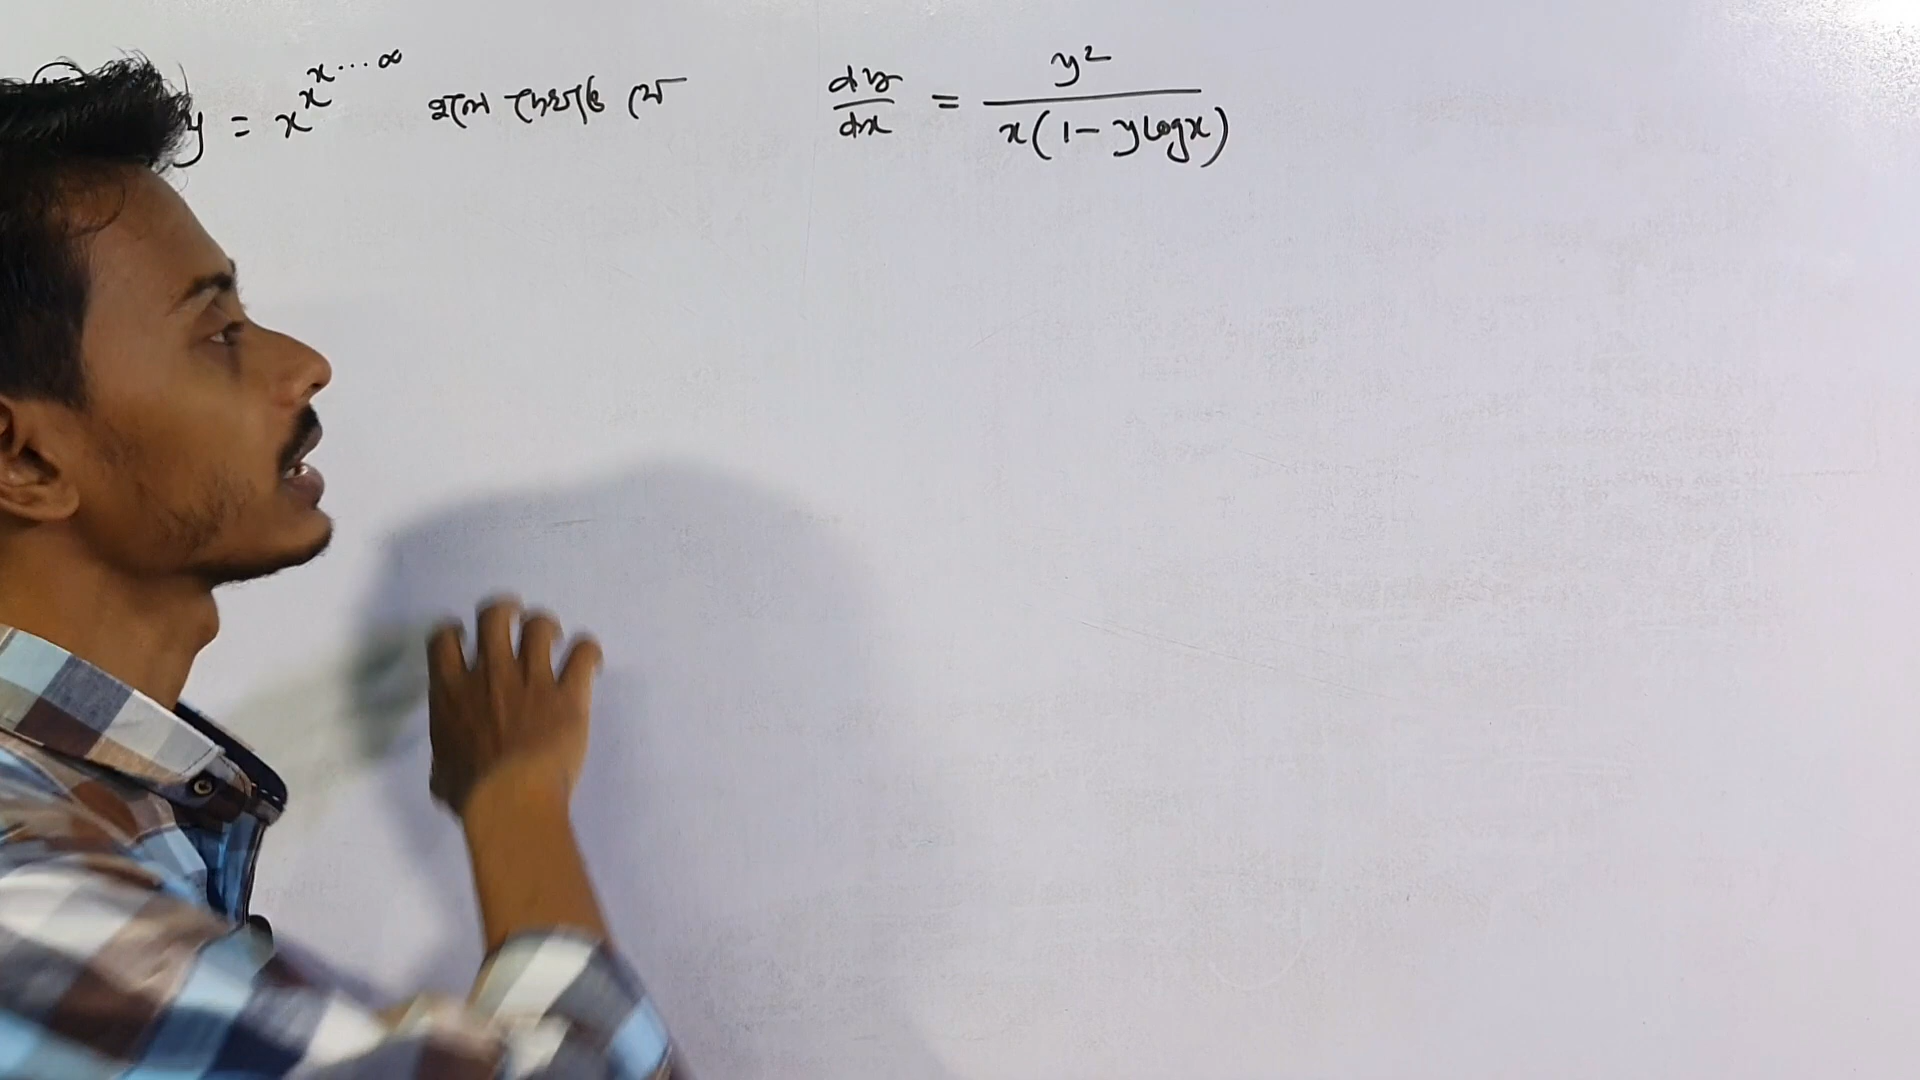 y = x^{x^{x^{...∞}}} হলে দেখাও যে dy/dx = y²/x(1 - y log x)